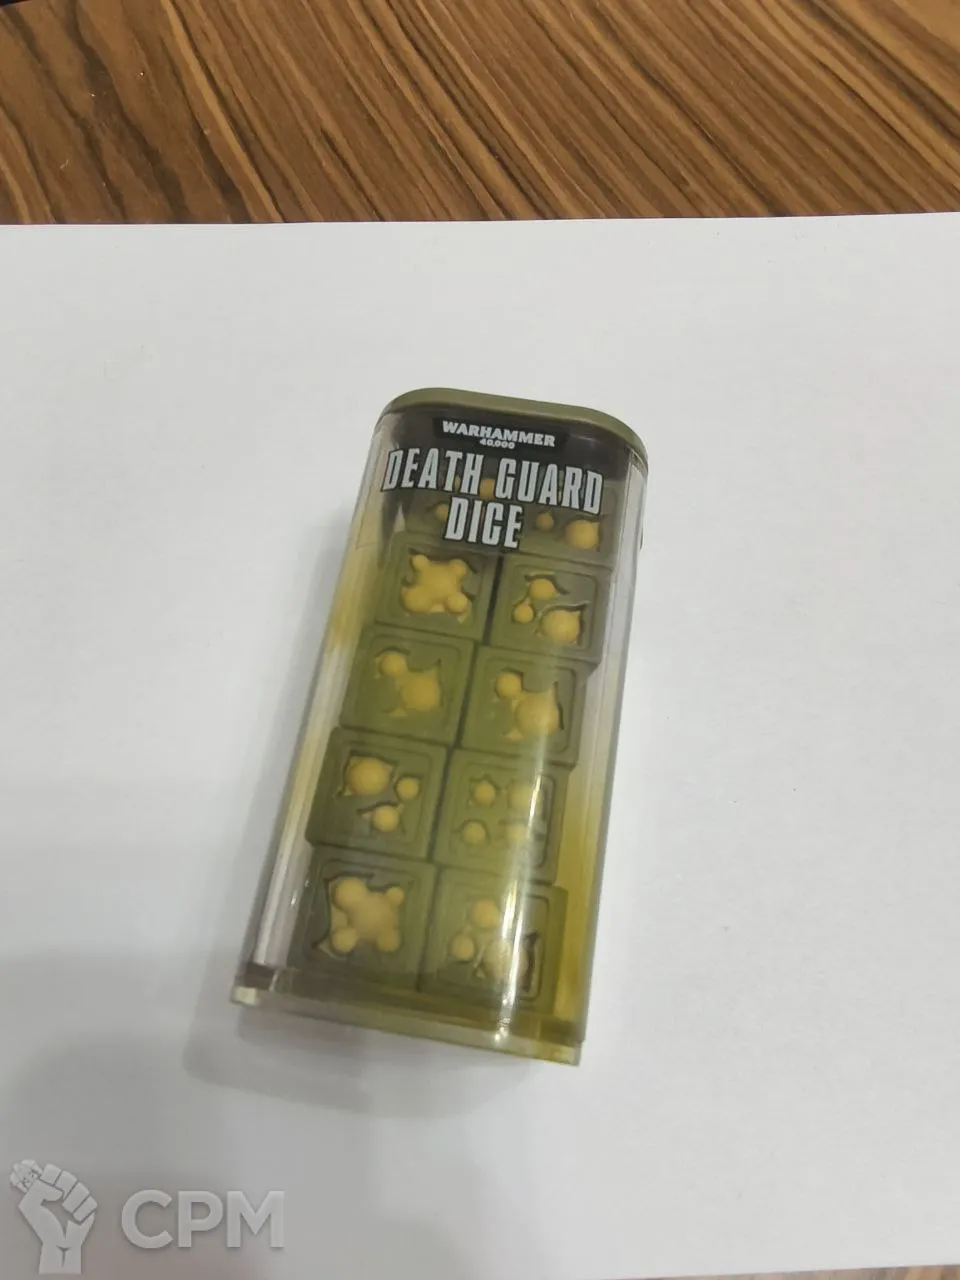 WARHAMMER
40,000
DEATH GUARD
DICE
CPM